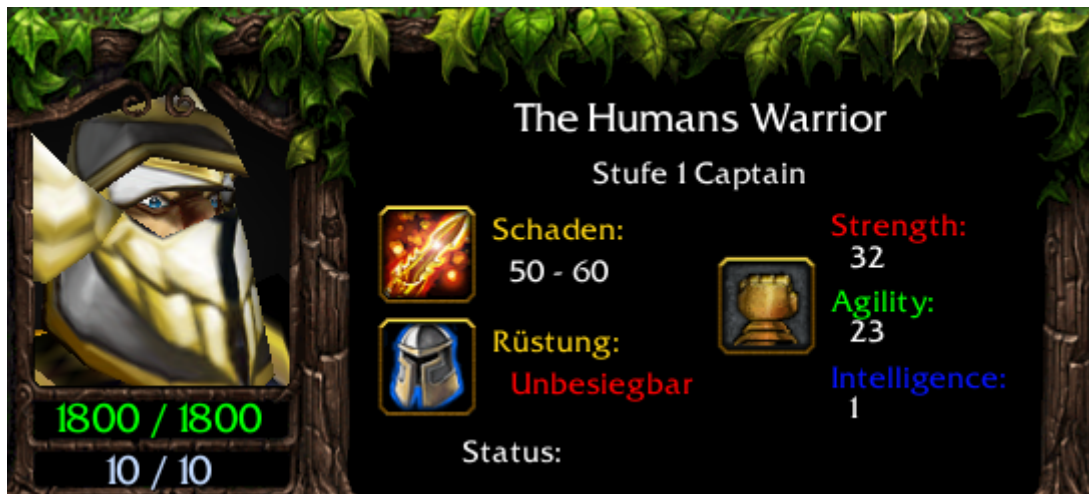 The Humans Warrior
Stufe 1 Captain
Schaden:
50 - 60
Rüstung:
Unbesiegbar
Strength:
32
Agility:
23
Intelligence:
1
Status:
1800 / 1800
10 / 10